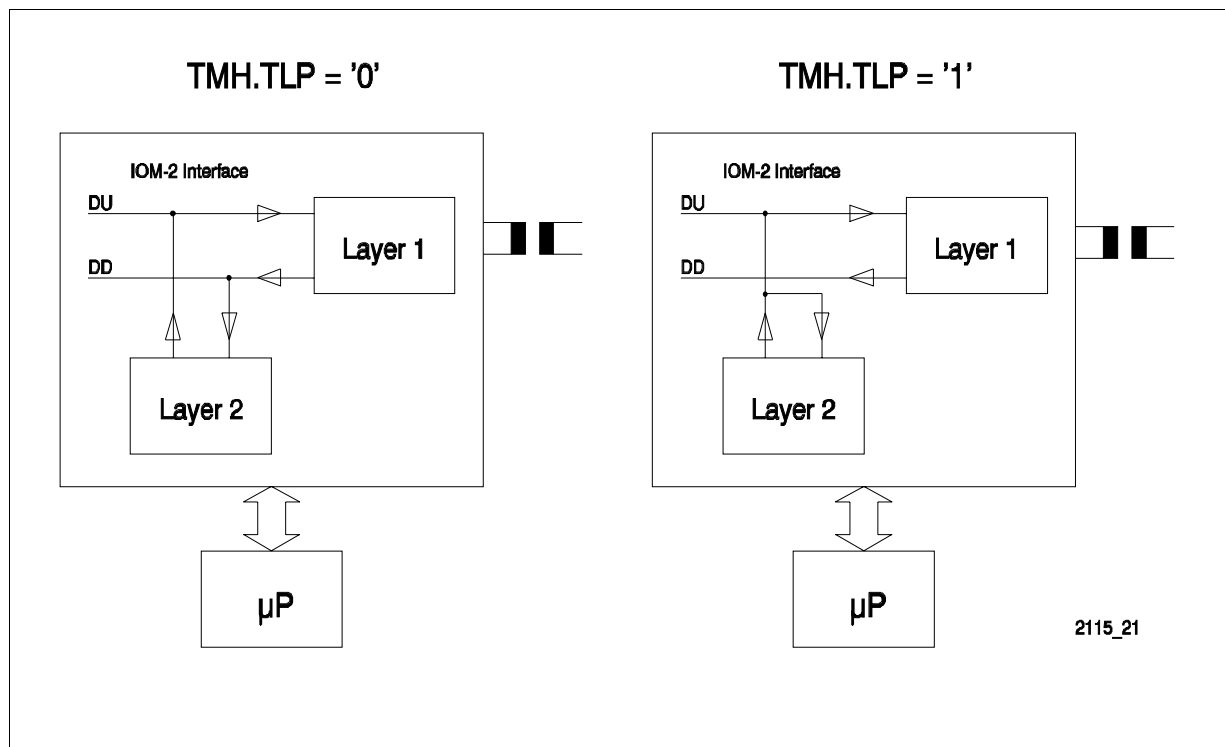 TMH.TLP = '0'
IOM-2 Interface
DU
DD
Layer 1
Layer 2
µP
TMH.TLP = '1'
IOM-2 Interface
DU
DD
Layer 1
Layer 2
µP
2115_21